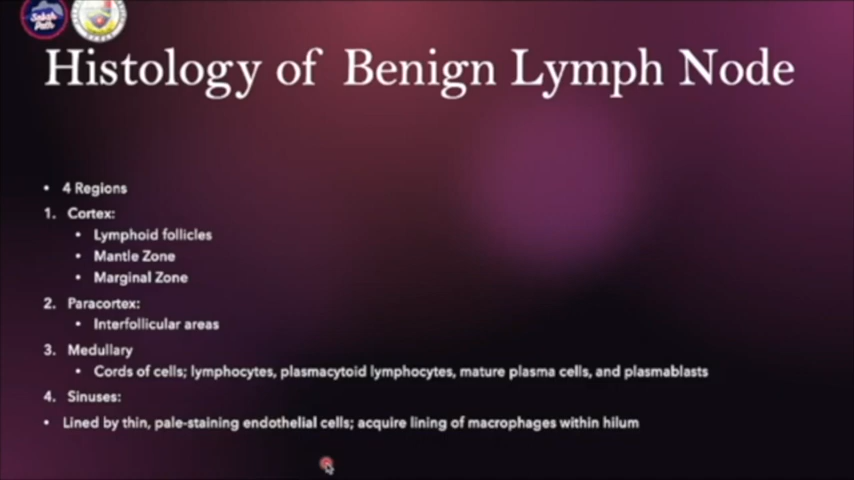 Sabah
Path
Histology of Benign Lymph Node
• 4 Regions
1. Cortex:
• Lymphoid follicles
• Mantle Zone
• Marginal Zone
2. Paracortex:
• Interfollicular areas
3. Medullary
• Cords of cells; lymphocytes, plasmacytoid lymphocytes, mature plasma cells, and plasmablasts
4. Sinuses:
• Lined by thin, pale-staining endothelial cells; acquire lining of macrophages within hilum